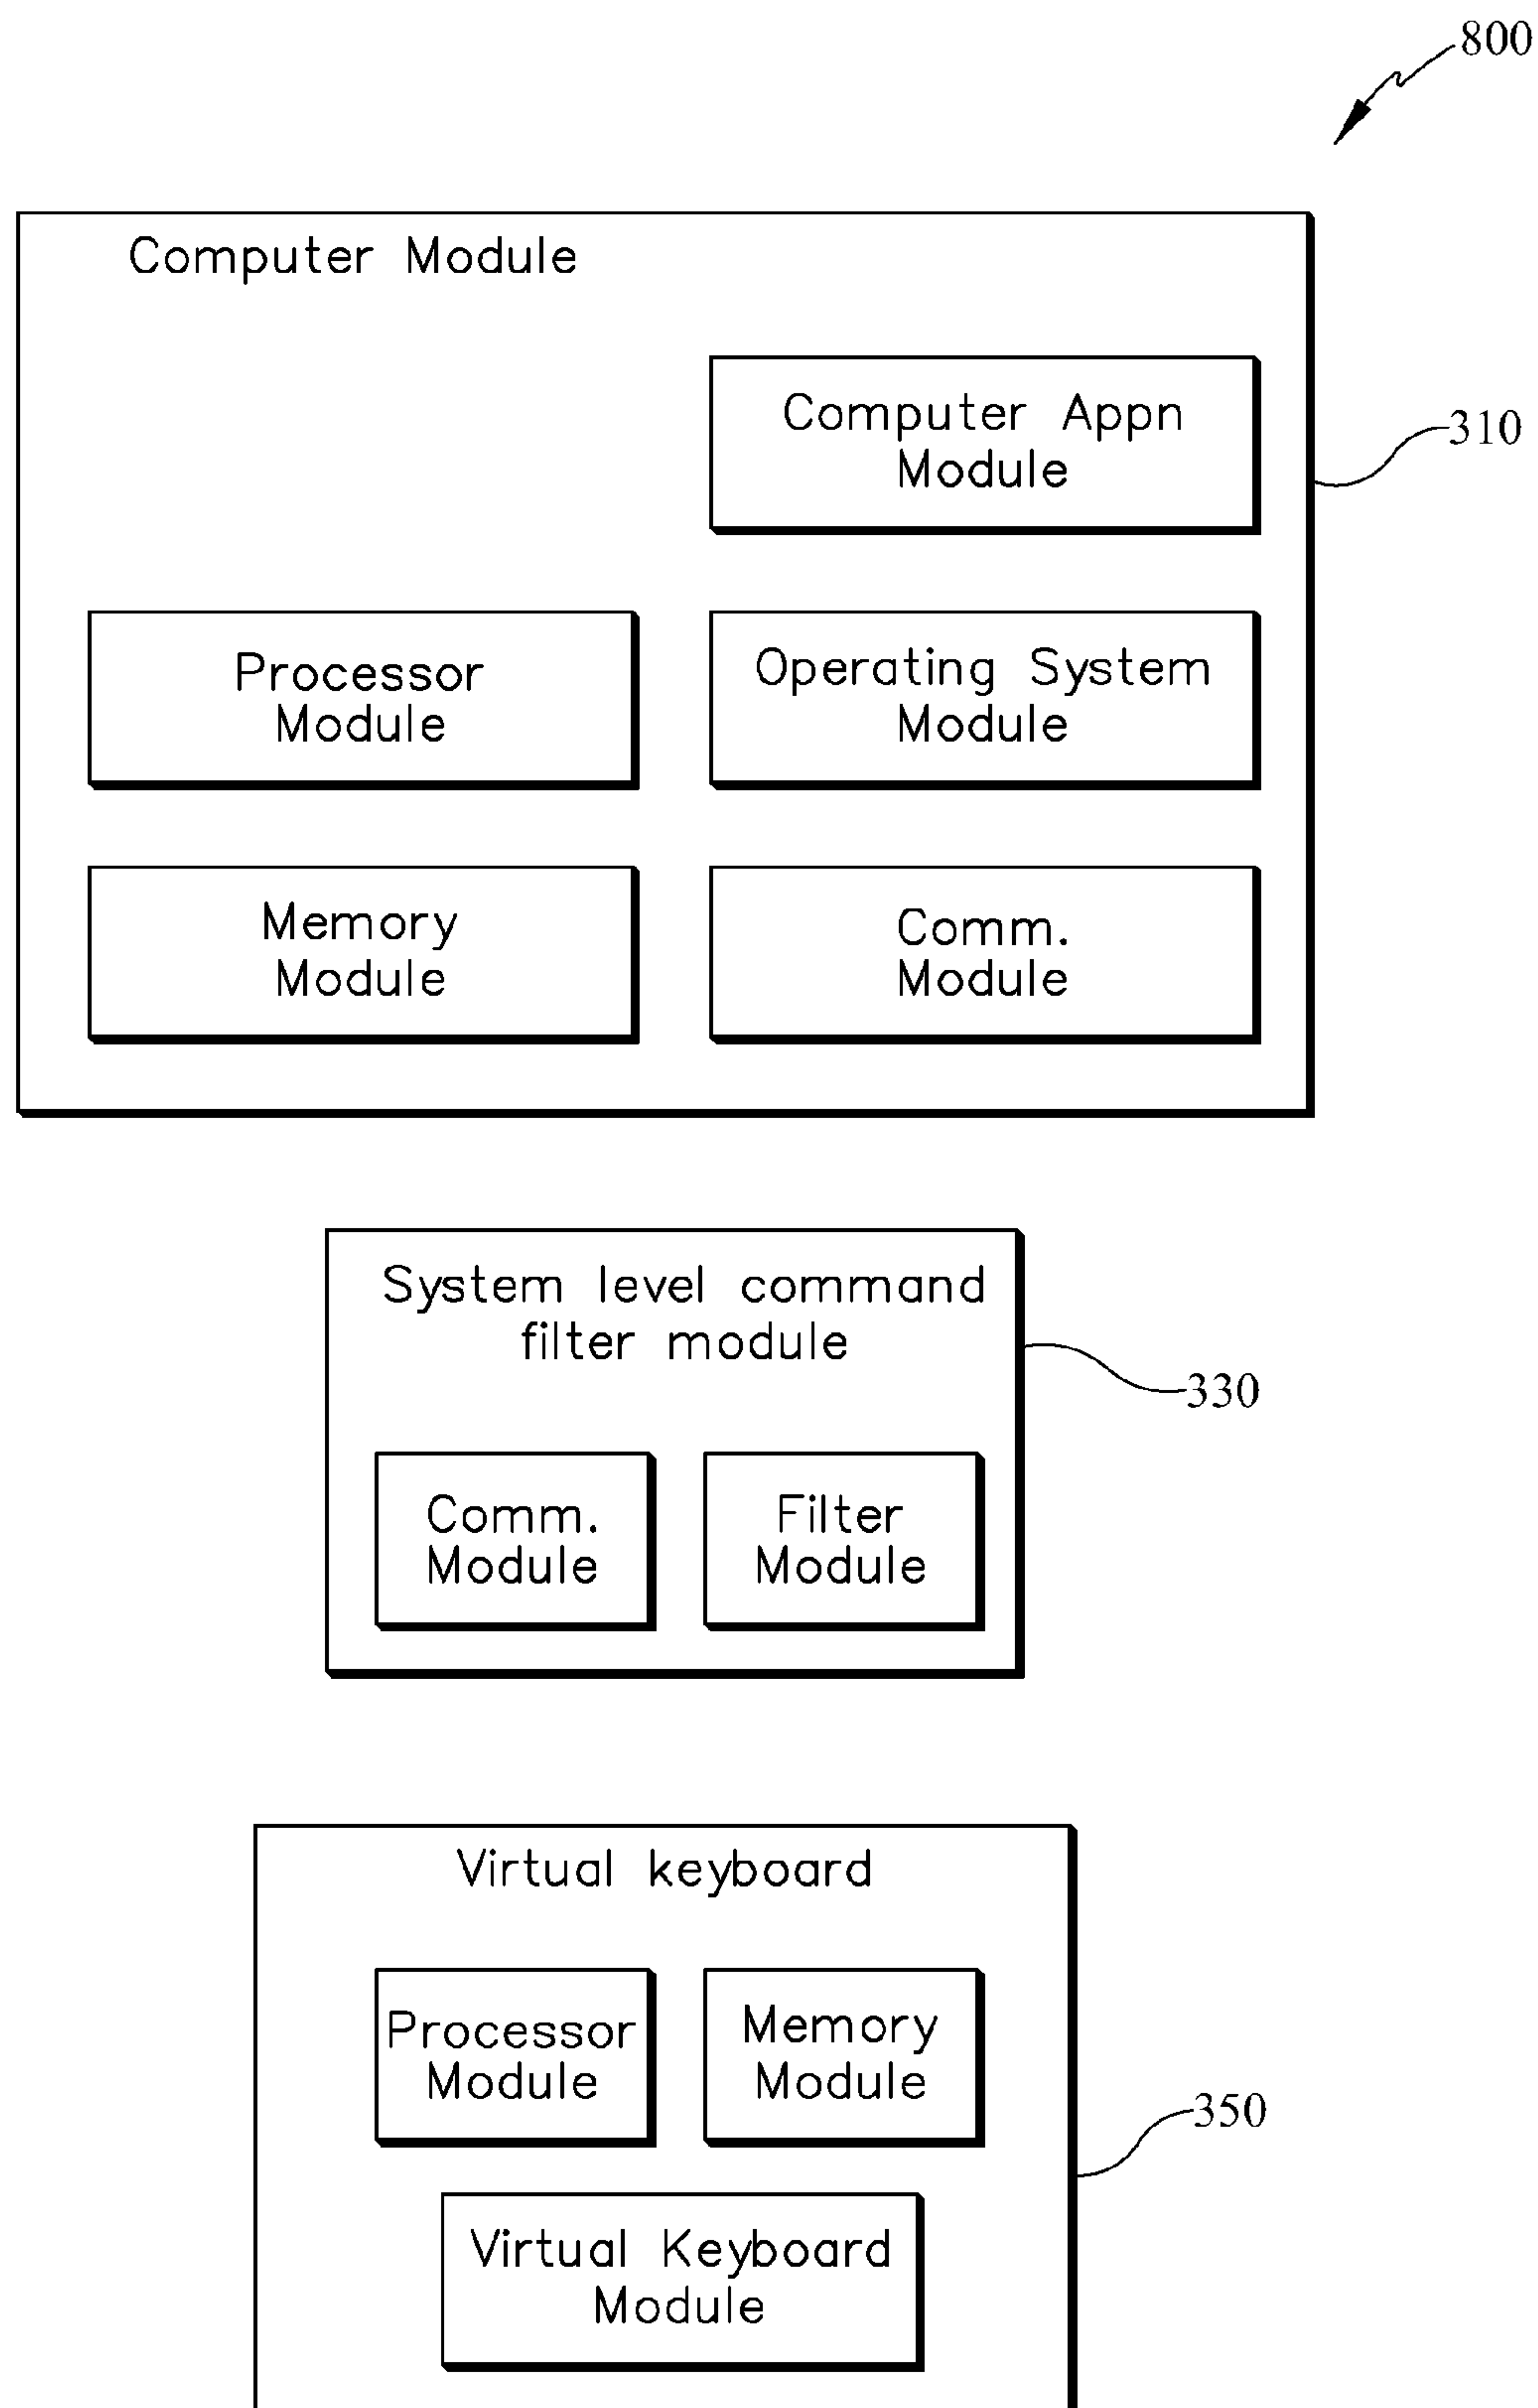 800
Computer Module
Computer Appn
Module
310
Processor
Module
Operating System
Module
Memory
Module
Comm.
Module
System level command
filter module
330
Comm.
Module
Filter
Module
Virtual keyboard
Processor
Module
Memory
Module
350
Virtual Keyboard
Module